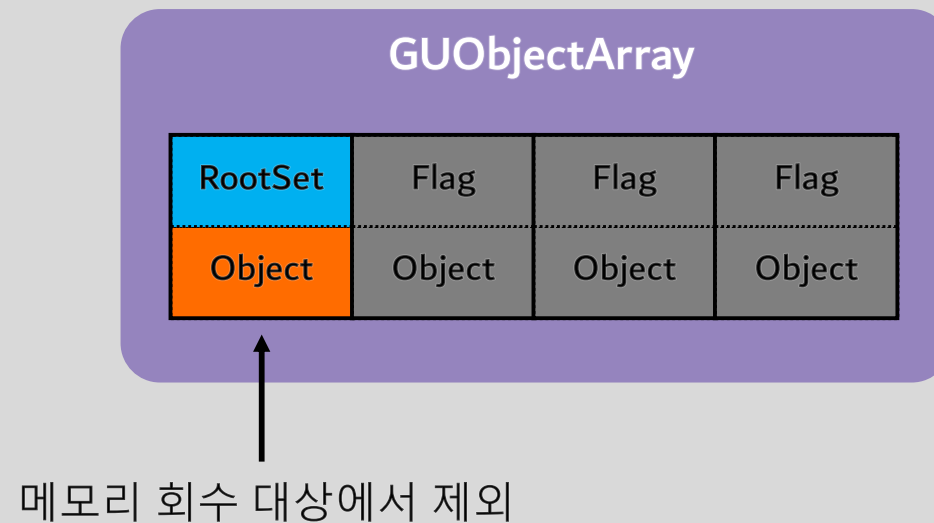 GUObjectArray
RootSet Flag Flag Flag
Object Object Object Object
메모리 회수 대상에서 제외